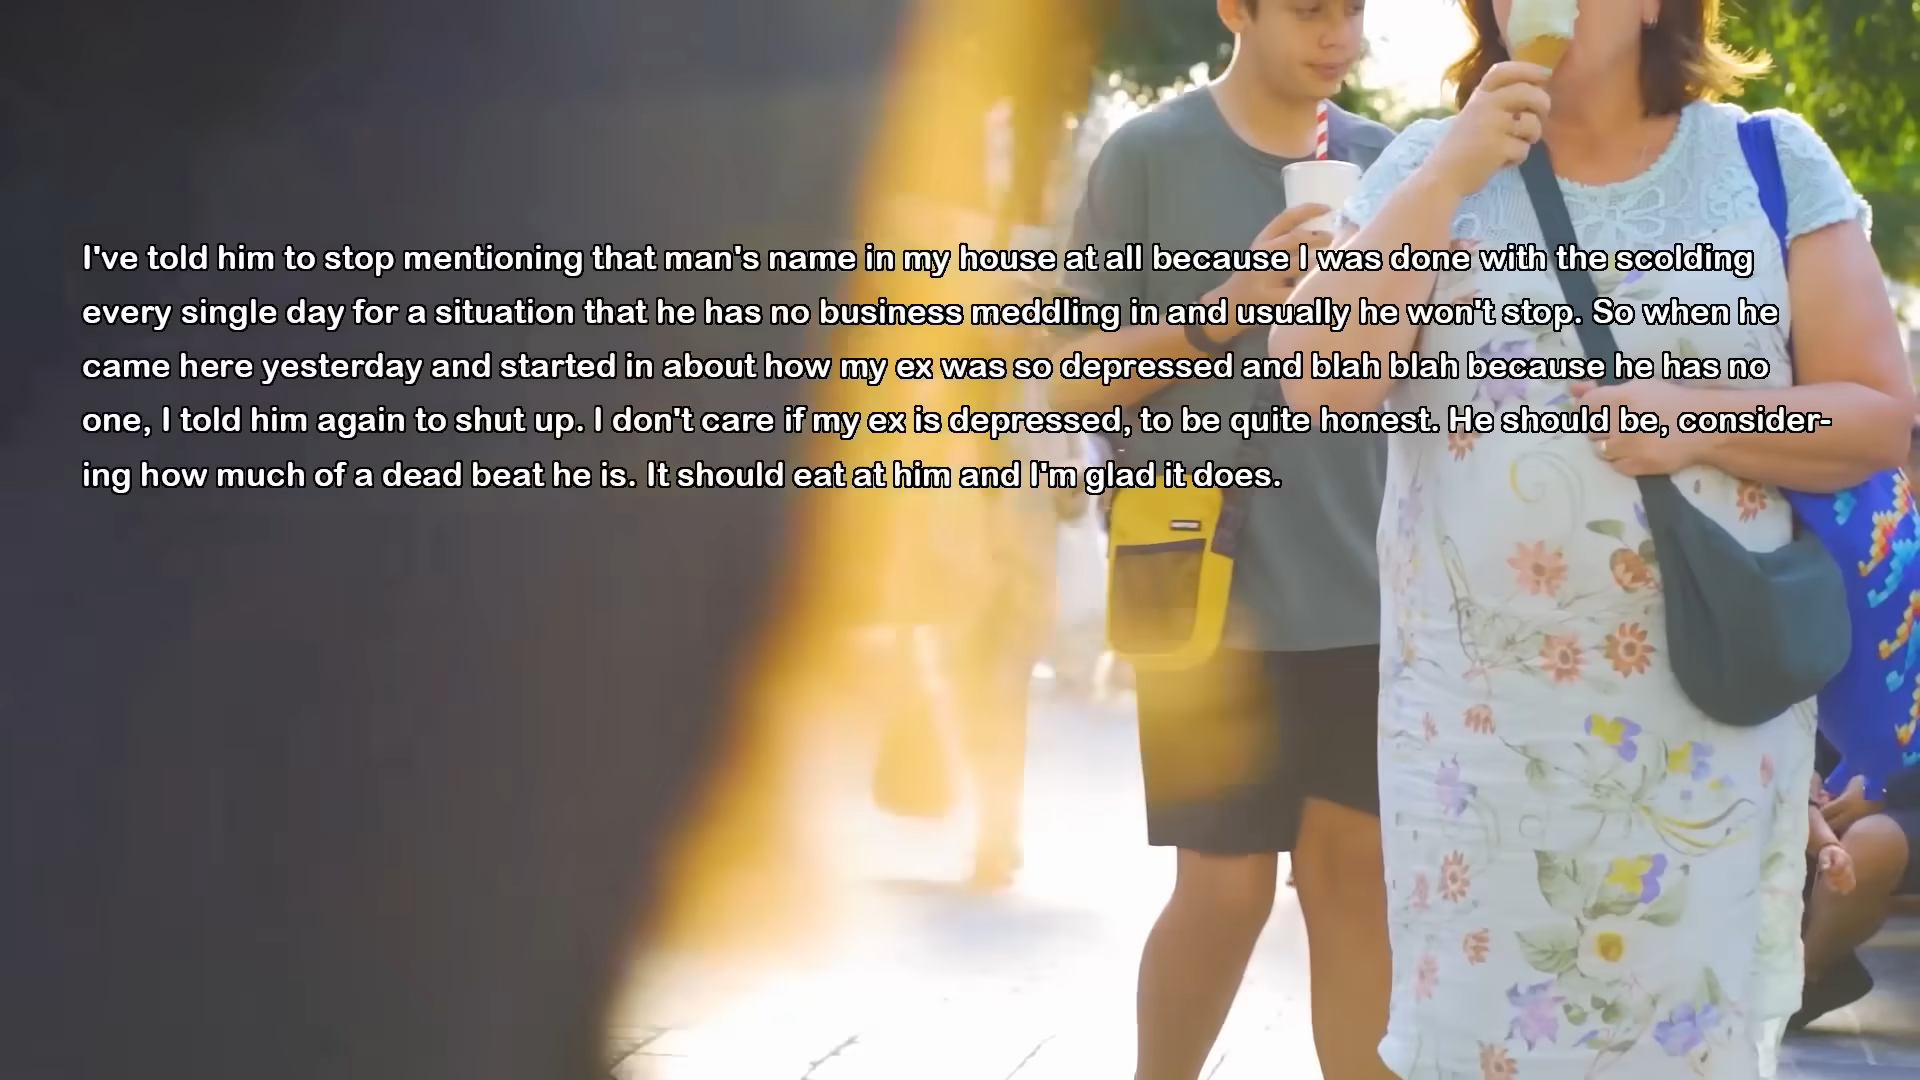 I've told him to stop mentioning that man's name in my house at all because I was done with the scolding
every single day for a situation that he has no business meddling in and usually he won't stop. So when he
came here yesterday and started in about how my ex was so depressed and blah blah because he has no
one, I told him again to shut up. I don't care if my ex is depressed, to be quite honest. He should be, consider-
ing how much of a dead beat he is. It should eat at him and I'm glad it does.